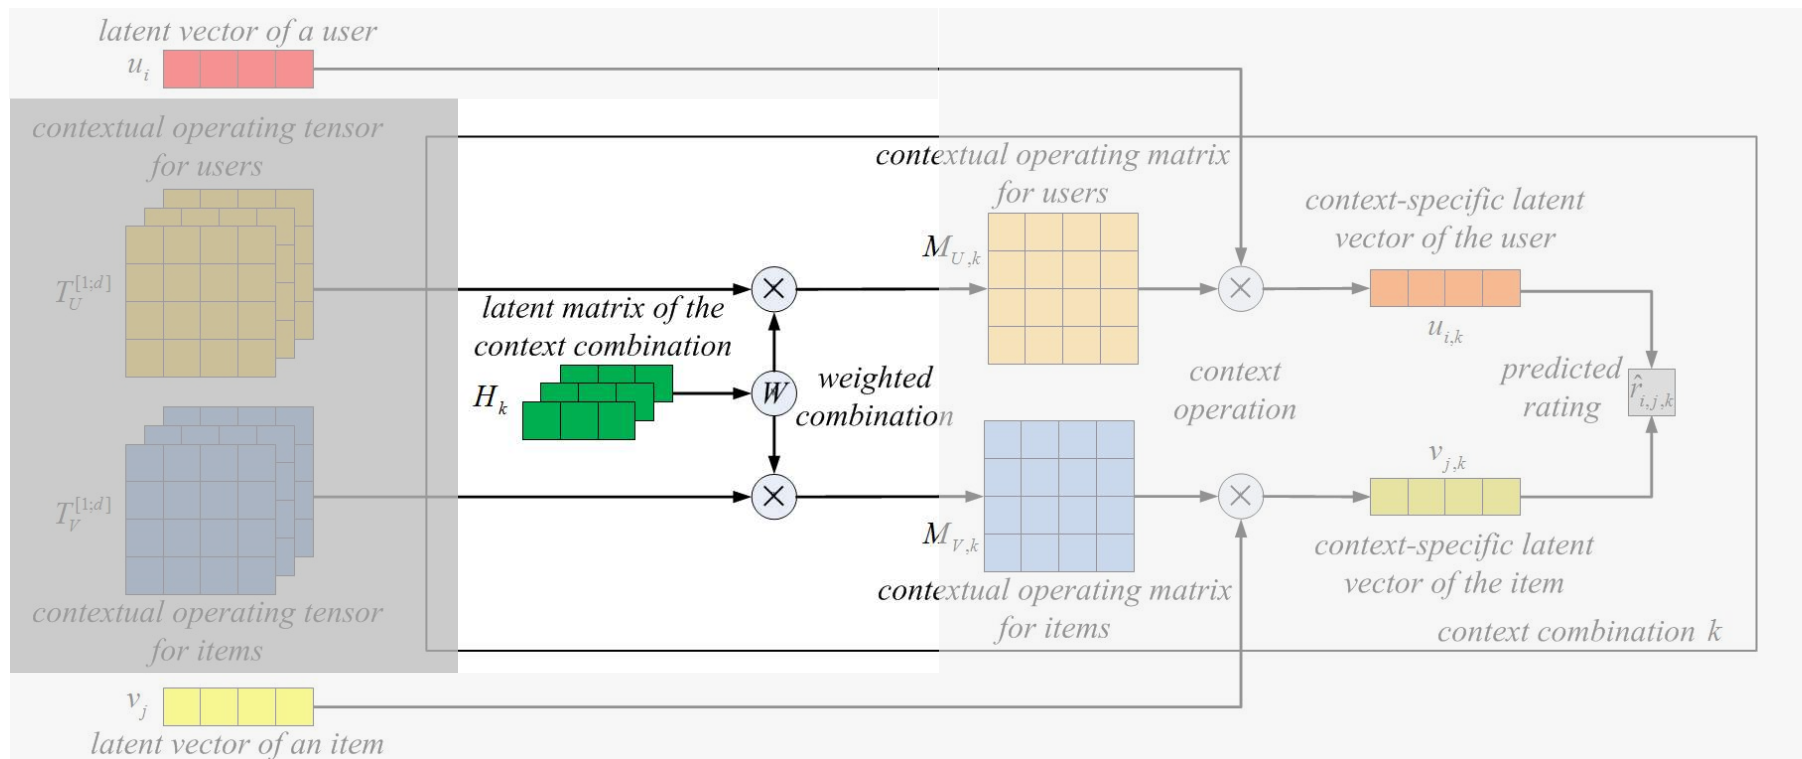 latent vector of a user
u_i
contextual operating tensor
for users
T_U^{[1;d]}
T_V^{[1;d]}
contextual operating tensor
for items
v_j
latent vector of an item
latent matrix of the
context combination
H_k
W
weighted
combination
contextual operating matrix
for users
M_{U,k}
M_{V,k}
contextual operating matrix
for items
context
operation
context-specific latent
vector of the user
u_{i,k}
predicted
rating
r̂_{i,j,k}
v_{j,k}
context-specific latent
vector of the item
context combination k